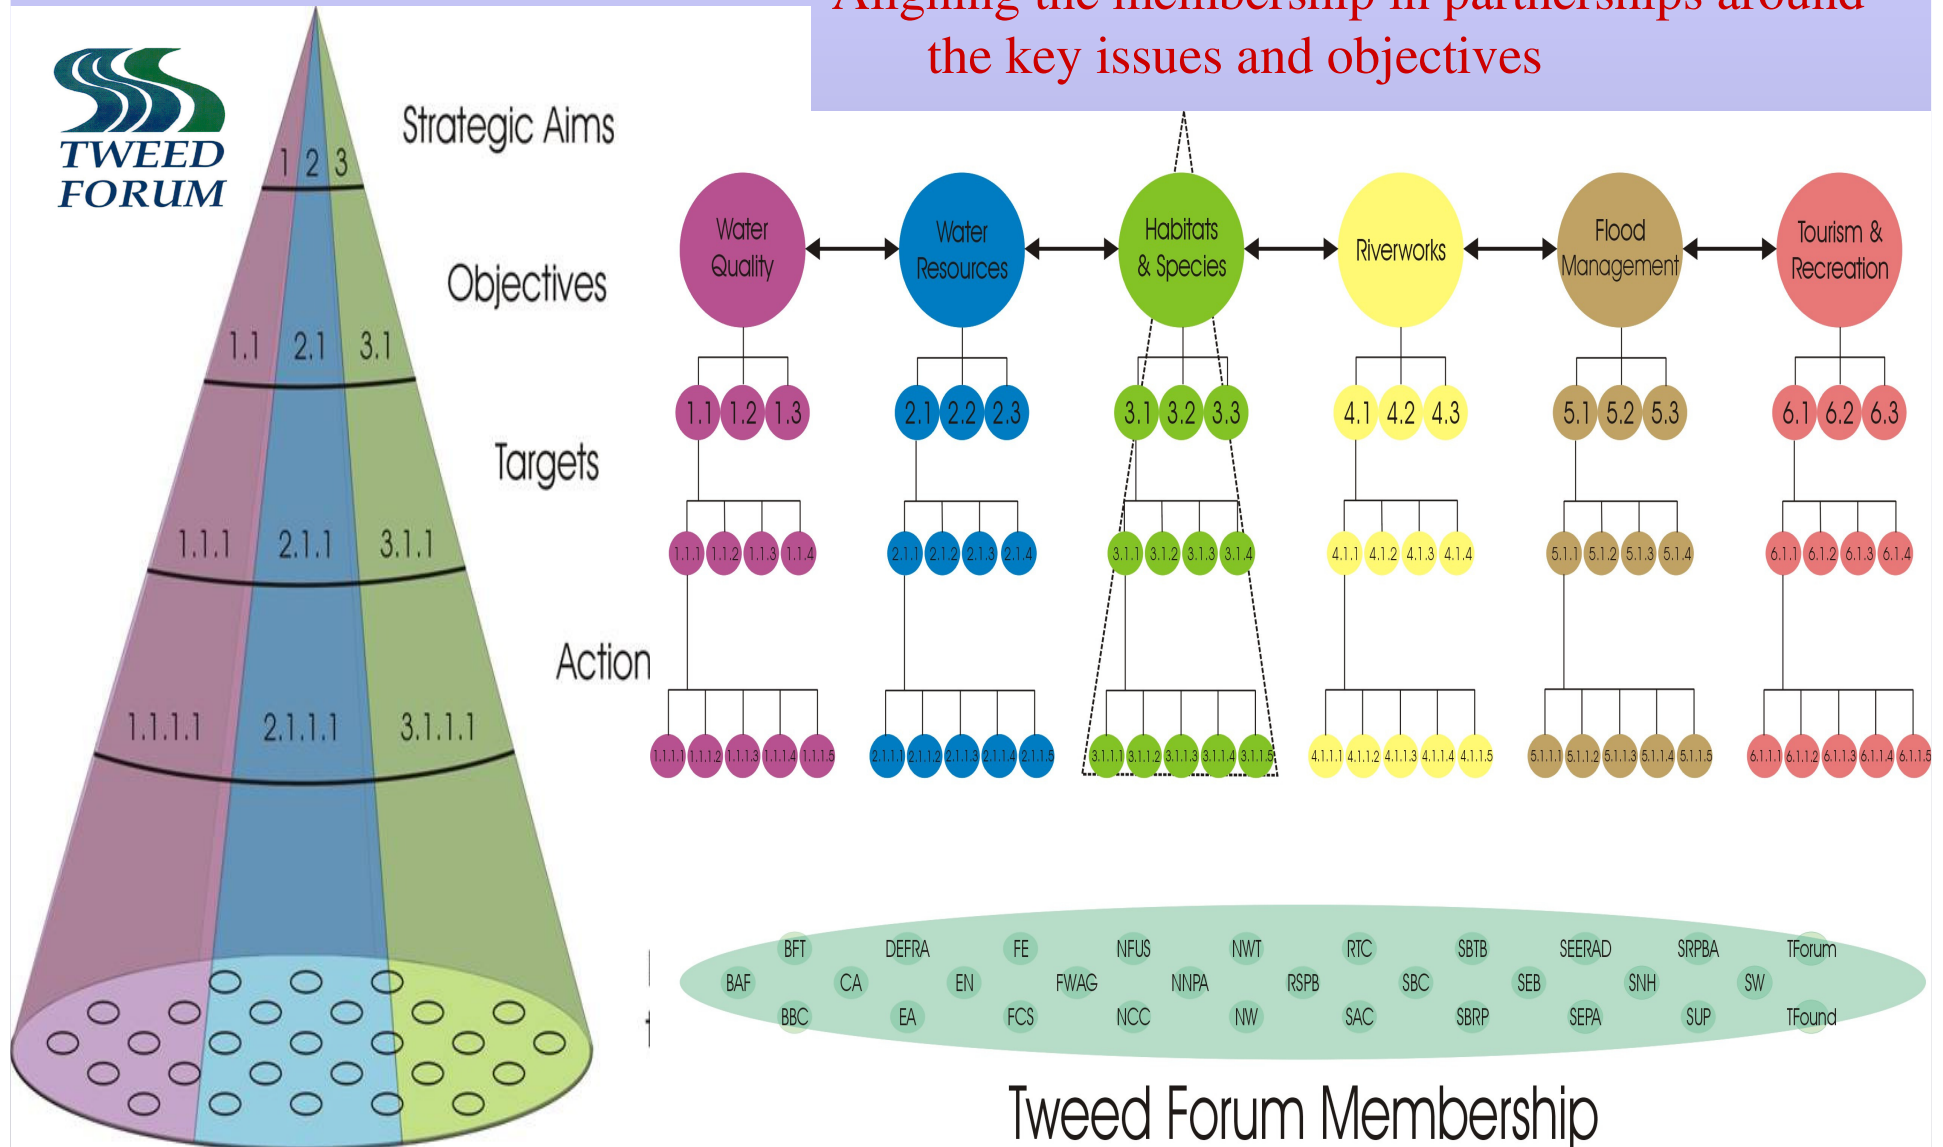 Aligning the membership in partnerships around
the key issues and objectives
TWEED
FORUM
Strategic Aims
1 2 3
Objectives
1.1 2.1 3.1
Targets
1.1.1 2.1.1 3.1.1
Action
1.1.1.1 2.1.1.1 3.1.1.1
Water
Quality
Water
Resources
Habitats
& Species
Riverworks
Flood
Management
Tourism &
Recreation
1.1 1.2 1.3 2.1 2.2 2.3 3.1 3.2 3.3 4.1 4.2 4.3 5.1 5.2 5.3 6.1 6.2 6.3
1.1.1 1.1.2 1.1.3 1.1.4 2.1.1 2.1.2 2.1.3 2.1.4 3.1.1 3.1.2 3.1.3 3.1.4 4.1.1 4.1.2 4.1.3 4.1.4 5.1.1 5.1.2 5.1.3 5.1.4 6.1.1 6.1.2 6.1.3 6.1.4
1.1.1.1 1.1.1.2 1.1.1.3 1.1.1.4 1.1.1.5 2.1.1.1 2.1.1.2 2.1.1.3 2.1.1.4 2.1.1.5 3.1.1.1 3.1.1.2 3.1.1.3 3.1.1.4 3.1.1.5 4.1.1.1 4.1.1.2 4.1.1.3 4.1.1.4 4.1.1.5 5.1.1.1 5.1.1.2 5.1.1.3 5.1.1.4 5.1.1.5 6.1.1.1 6.1.1.2 6.1.1.3 6.1.1.4 6.1.1.5
BFT DEFRA FE NFUS NWT RTC SBTB SEERAD SRPBA TForum
BAF CA EN FWAG NNPA RSPB SBC SEB SNH SW
BBC EA FCS NCC NW SAC SBRP SEPA SUP TFound
Tweed Forum Membership